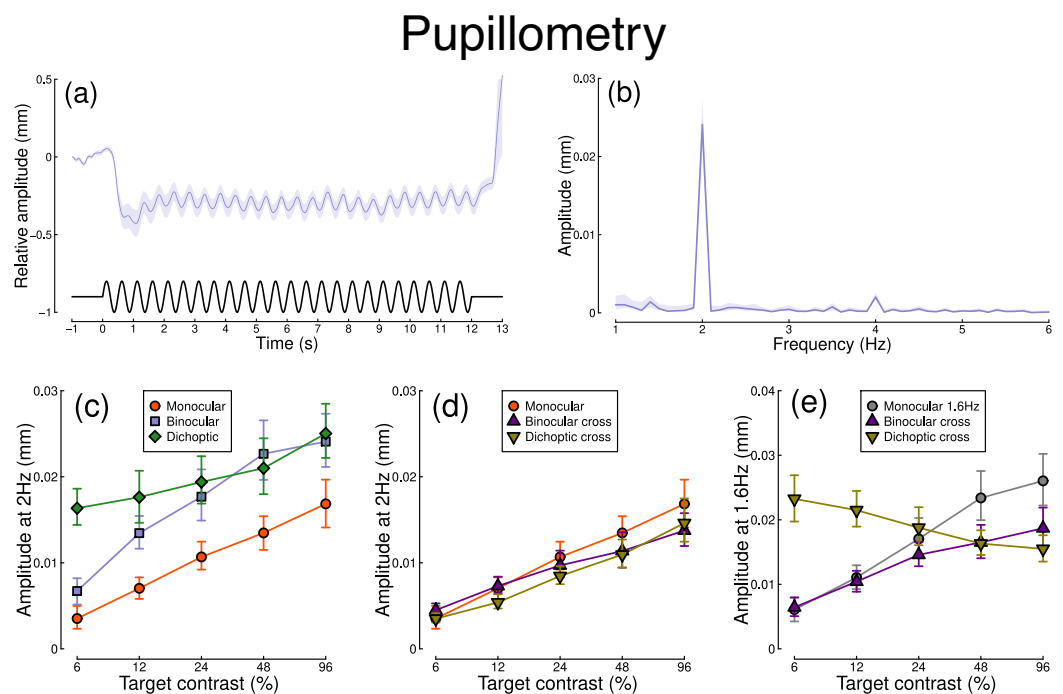 Pupillometry
(a)
Relative amplitude (mm)
0.5
0
−0.5
−1
−1 0 1 2 3 4 5 6 7 8 9 10 11 12 13
Time (s)
(b)
Amplitude (mm)
0.03
0.02
0.01
0
1 2 3 4 5 6
Frequency (Hz)
(c)
Monocular
Binocular
Dichoptic
Amplitude at 2Hz (mm)
0.03
0.02
0.01
0
6 12 24 48 96
Target contrast (%)
(d)
Monocular
Binocular cross
Dichoptic cross
Amplitude at 2Hz (mm)
0.03
0.02
0.01
0
6 12 24 48 96
Target contrast (%)
(e)
Monocular 1.6Hz
Binocular cross
Dichoptic cross
Amplitude at 1.6Hz (mm)
0.04
0.03
0.02
0.01
0
6 12 24 48 96
Target contrast (%)